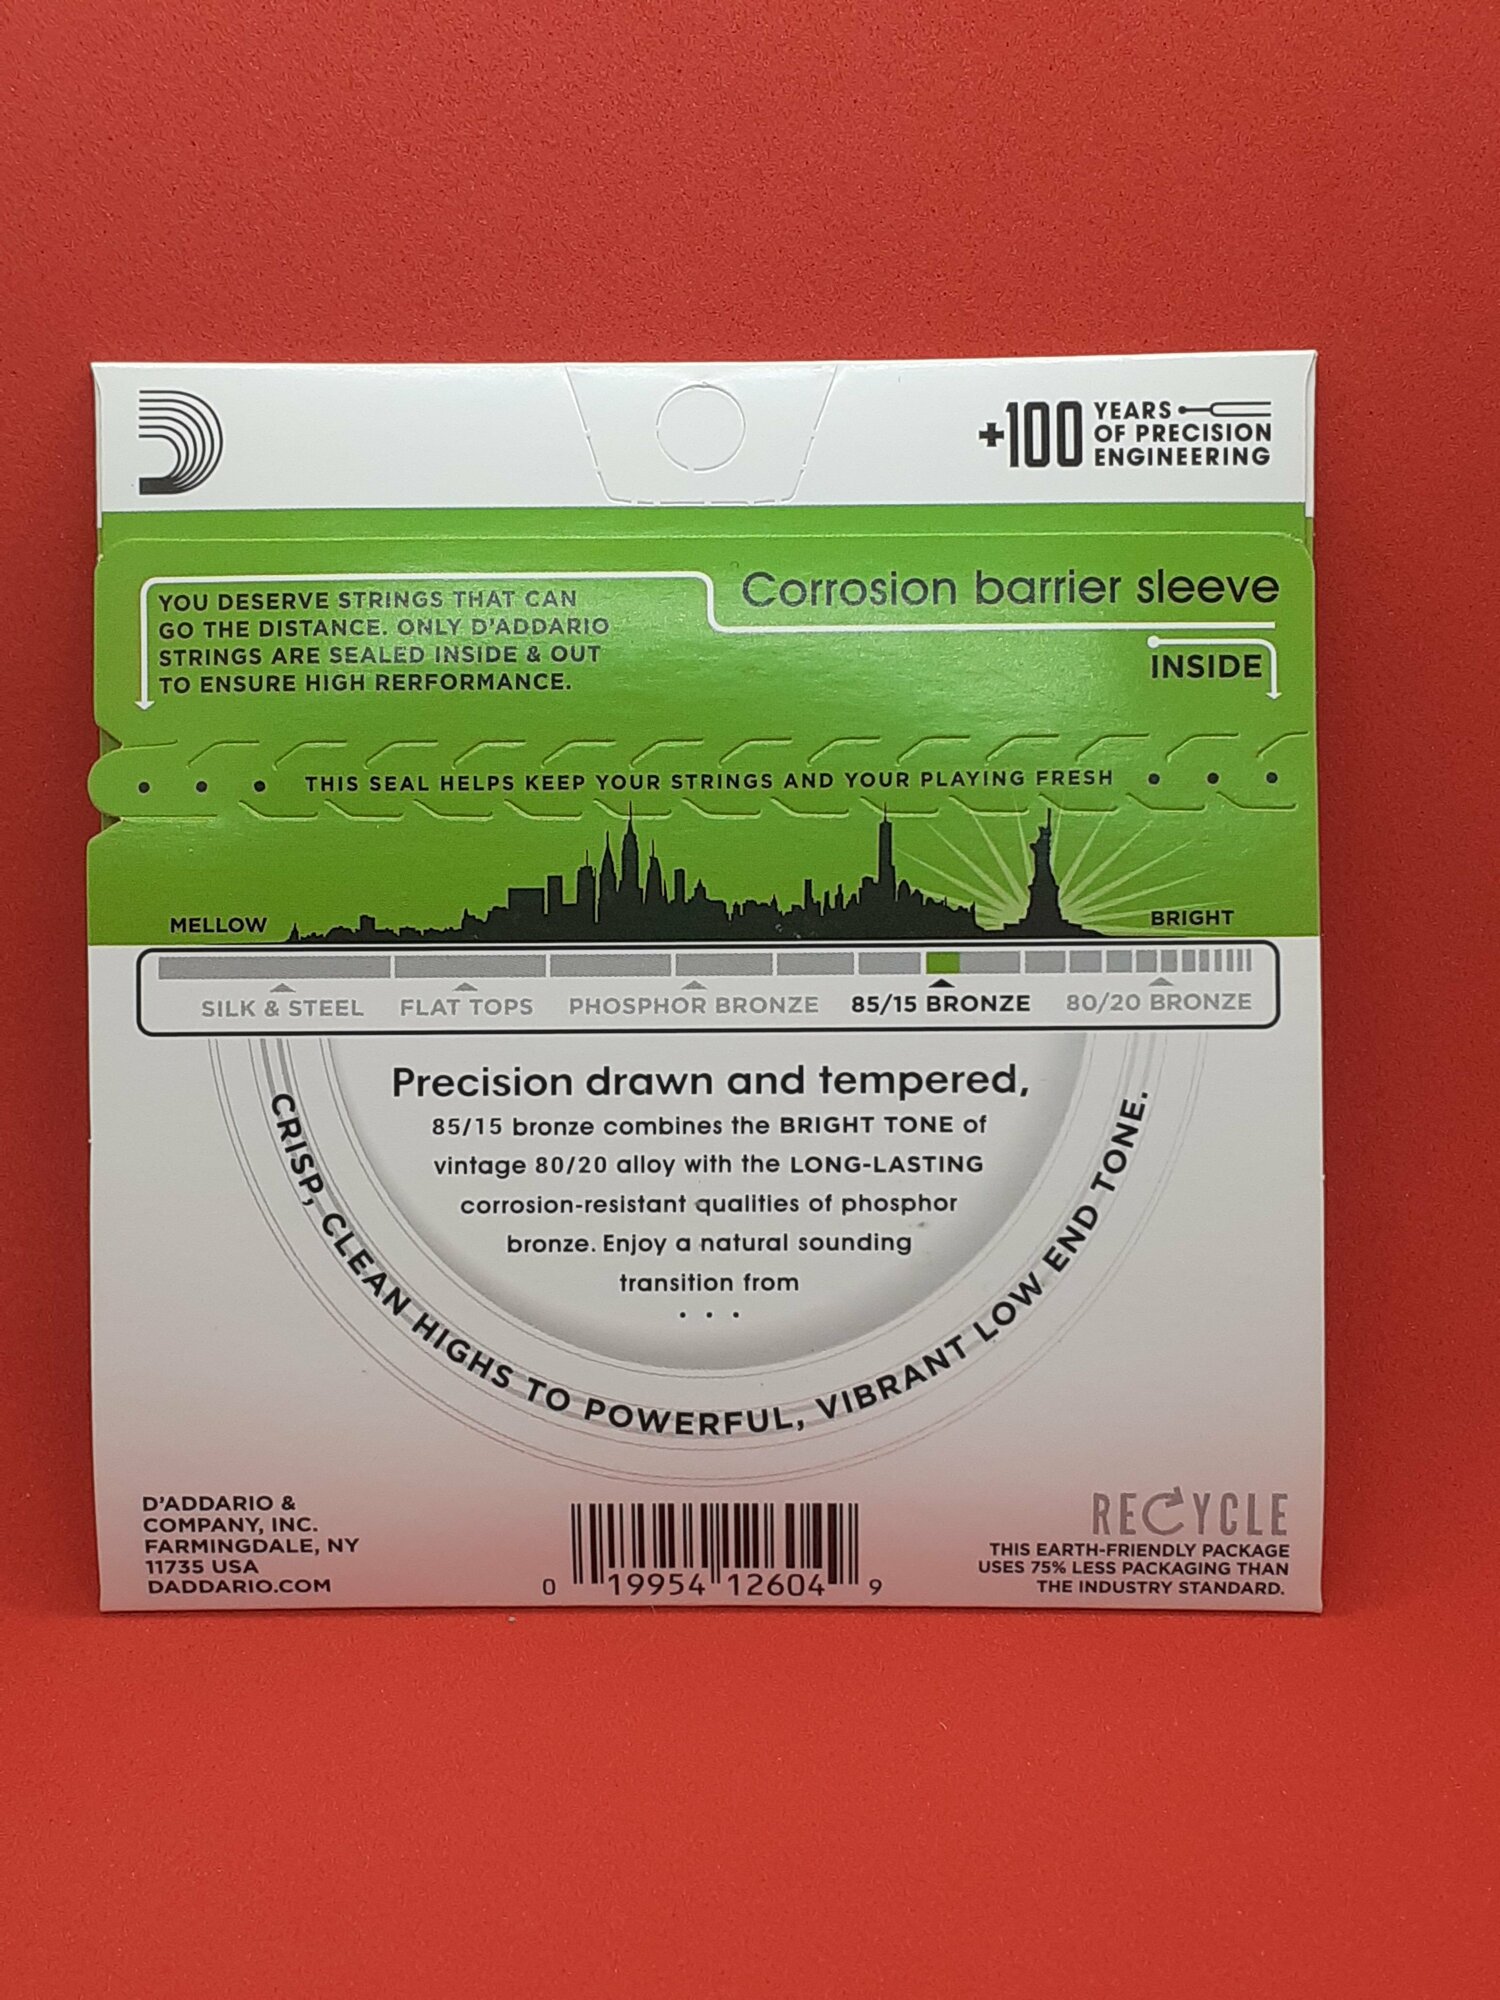 +100 YEARS
OF PRECISION
ENGINEERING
YOU DESERVE STRINGS THAT CAN
GO THE DISTANCE. ONLY D'ADDARIO
STRINGS ARE SEALED INSIDE & OUT
TO ENSURE HIGH RERFORMANCE.
Corrosion barrier sleeve
INSIDE
• • • THIS SEAL HELPS KEEP YOUR STRINGS AND YOUR PLAYING FRESH • • •
MELLOW
BRIGHT
SILK & STEEL FLAT TOPS PHOSPHOR BRONZE 85/15 BRONZE 80/20 BRONZE
Precision drawn and tempered,
85/15 bronze combines the BRIGHT TONE of
vintage 80/20 alloy with the LONG-LASTING
corrosion-resistant qualities of phosphor
bronze. Enjoy a natural sounding
transition from
. . .
CRISP, CLEAN HIGHS TO POWERFUL, VIBRANT LOW END TONE.
D'ADDARIO &
COMPANY, INC.
FARMINGDALE, NY
11735 USA
DADDARIO.COM
0 19954 12604 9
RECYCLE
THIS EARTH-FRIENDLY PACKAGE
USES 75% LESS PACKAGING THAN
THE INDUSTRY STANDARD.